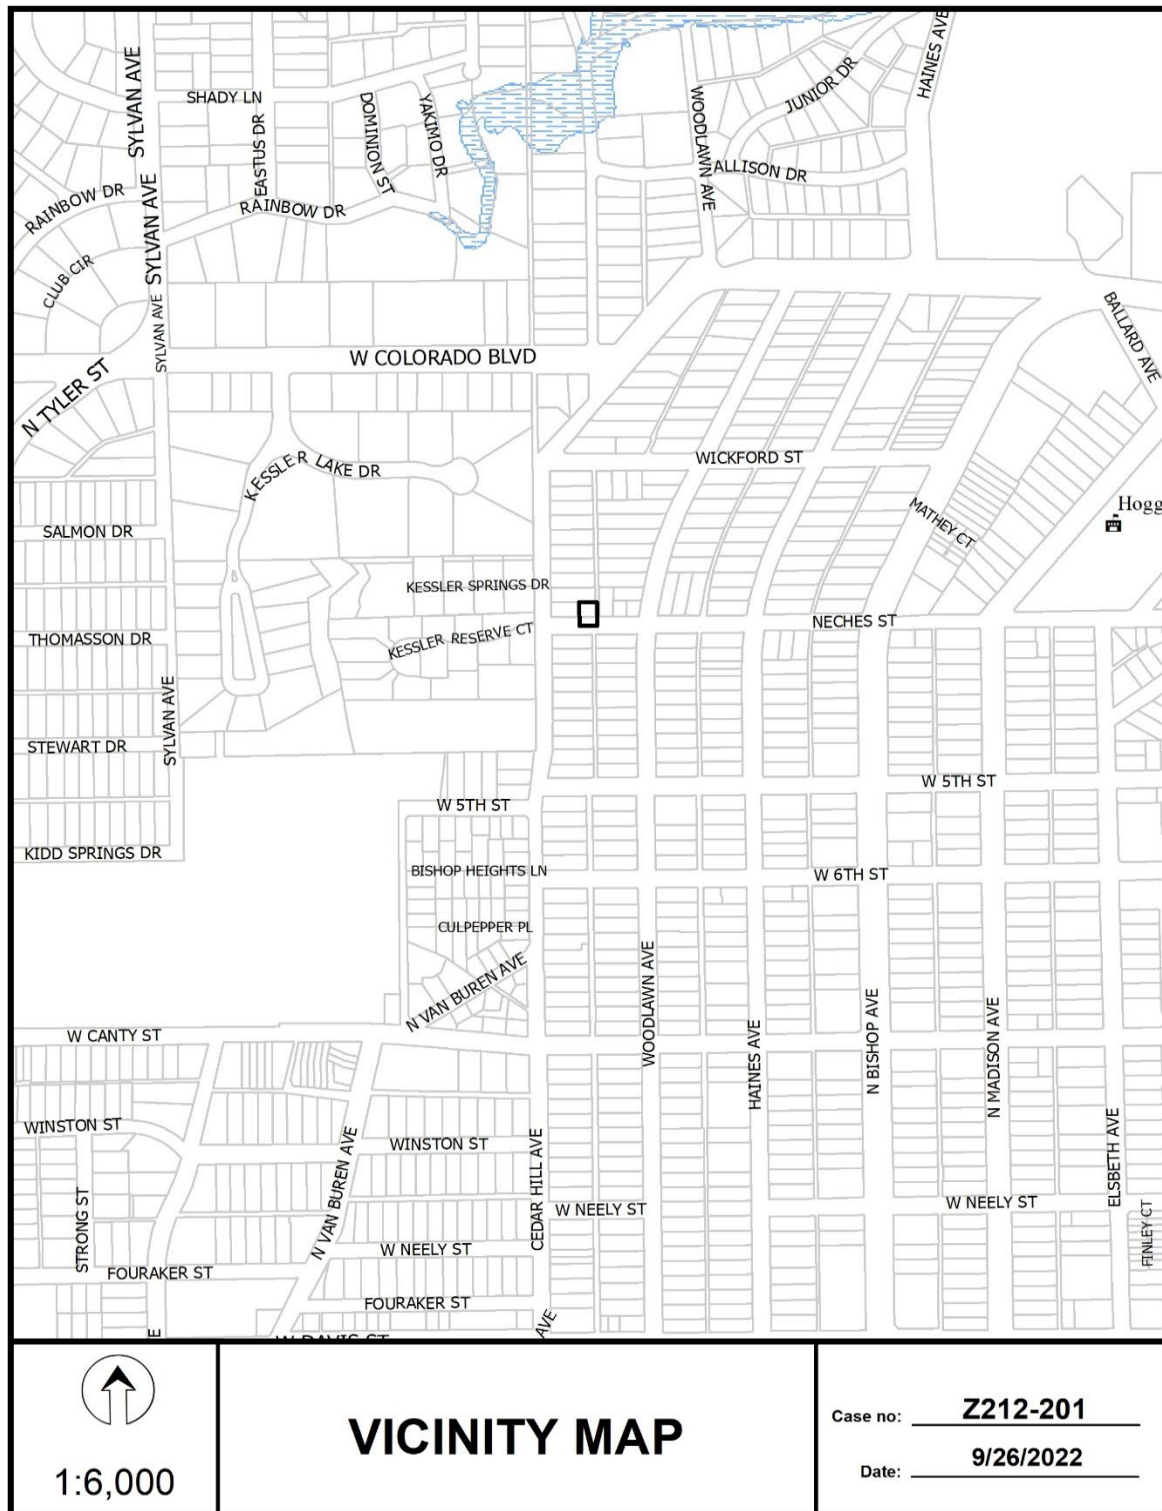 HAINES AVE
SYLVAN AVE
SHADY LN
JUNIOR DR
DOMINION ST
YAKIMO DR
WOODLAWN AVE
EASTUS DR
ALLISON DR
RAINBOW DR
SYLVAN AVE
RAINBOW DR
CLUB CIR
SYLVAN AVE
BALLARD AVE
W COLORADO BLVD
N TYLER ST
WICKFORD ST
KESSLER LAKE DR
Hogg
SALMON DR
MATHEY CT
KESSLER SPRINGS DR
NECHES ST
THOMASSON DR
KESSLER RESERVE CT
SYLVAN AVE
STEWART DR
W 5TH ST
W 5TH ST
KIDD SPRINGS DR
BISHOP HEIGHTS LN
W 6TH ST
CULPEPPER PL
N VAN BUREN AVE
WOODLAWN AVE
W CANTY ST
HAINES AVE
N BISHOP AVE
N MADISON AVE
WINSTON ST
WINSTON ST
N VAN BUREN AVE
CEDAR HILL AVE
ELSBETH AVE
STRONG ST
W NEELY ST
W NEELY ST
FINLEY CT
W NEELY ST
FOURAKER ST
FOURAKER ST
AVE
E
W DAVIS ST
1:6,000
VICINITY MAP
Case no: Z212-201
Date: 9/26/2022